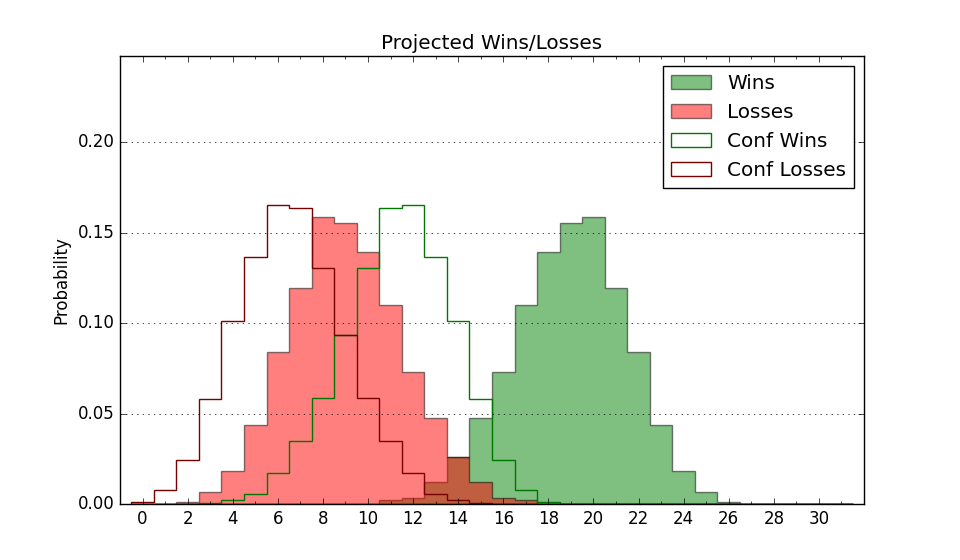 Projected Wins/Losses
Wins
Losses
Conf Wins
Conf Losses
Probability
0.20
0.15
0.10
0.05
0.00
0 2 4 6 8 10 12 14 16 18 20 22 24 26 28 30